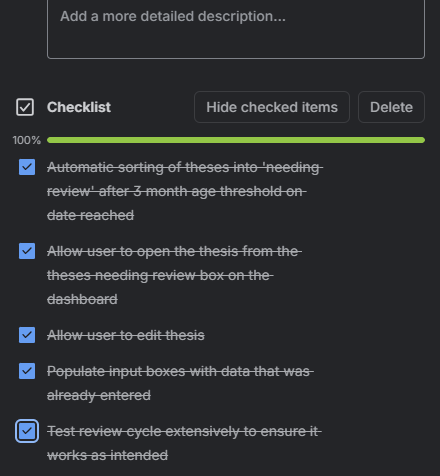 Add a more detailed description...
Checklist
Hide checked items
Delete
100%
Automatic sorting of theses into 'needing
review' after 3 month age threshold on
date reached
Allow user to open the thesis from the
theses needing review box on the
dashboard
Allow user to edit thesis
Populate input boxes with data that was
already entered
Test review cycle extensively to ensure it
works as intended